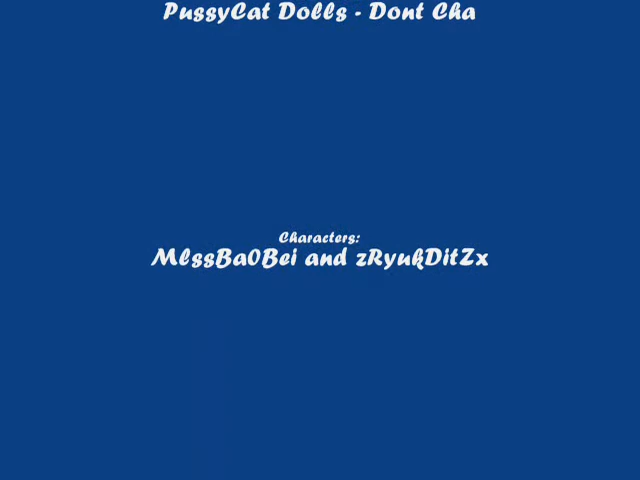 PussyCat Dolls - Dont Cha
Characters:
MlssBa0Bei and zRyukDitZx